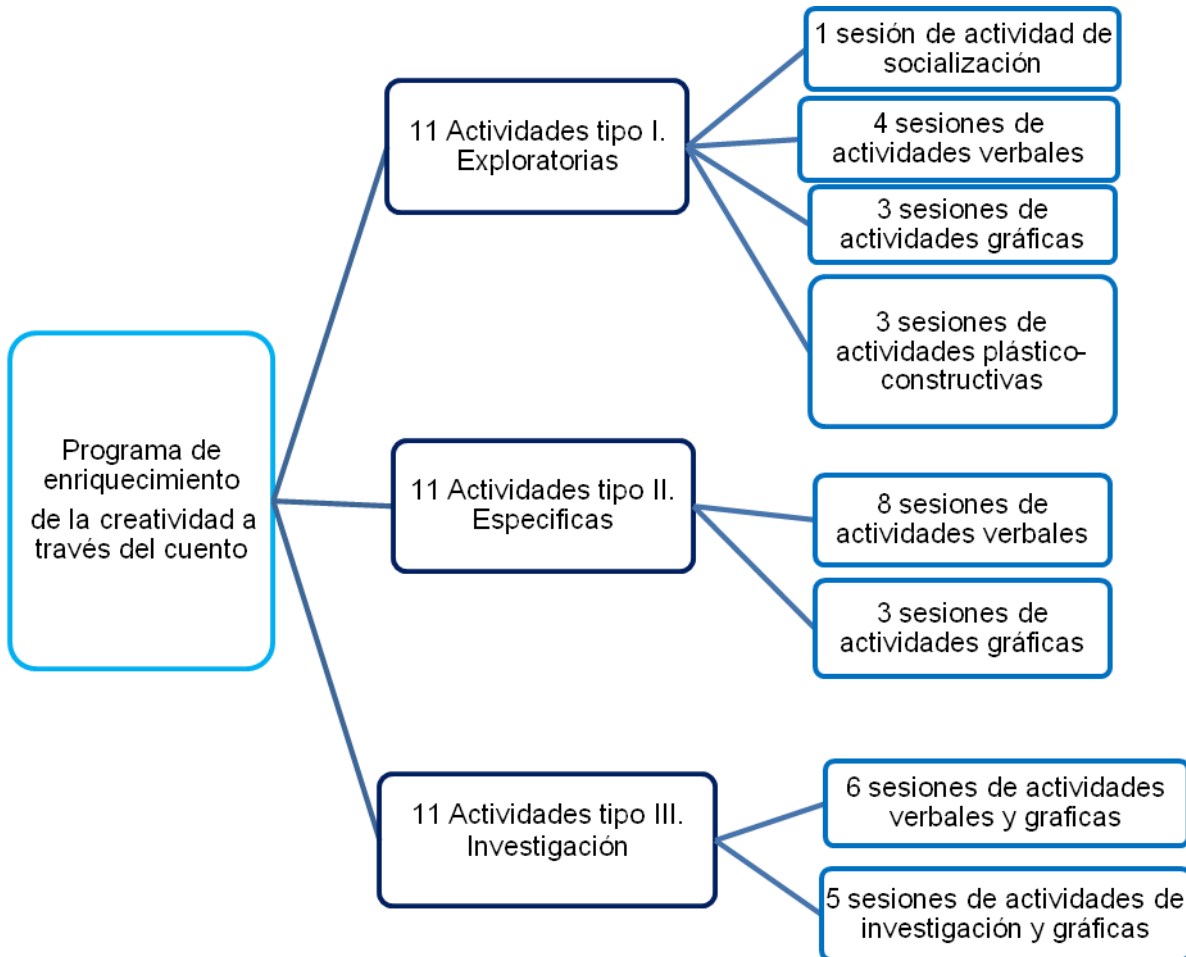 Programa de
enriquecimiento
de la creatividad a
través del cuento
11 Actividades tipo I.
Exploratorias
1 sesión de actividad de
socialización
4 sesiones de
actividades verbales
3 sesiones de
actividades gráficas
3 sesiones de
actividades plástico-
constructivas
11 Actividades tipo II.
Especificas
8 sesiones de
actividades verbales
3 sesiones de
actividades gráficas
11 Actividades tipo III.
Investigación
6 sesiones de actividades
verbales y graficas
5 sesiones de actividades de
investigación y gráficas